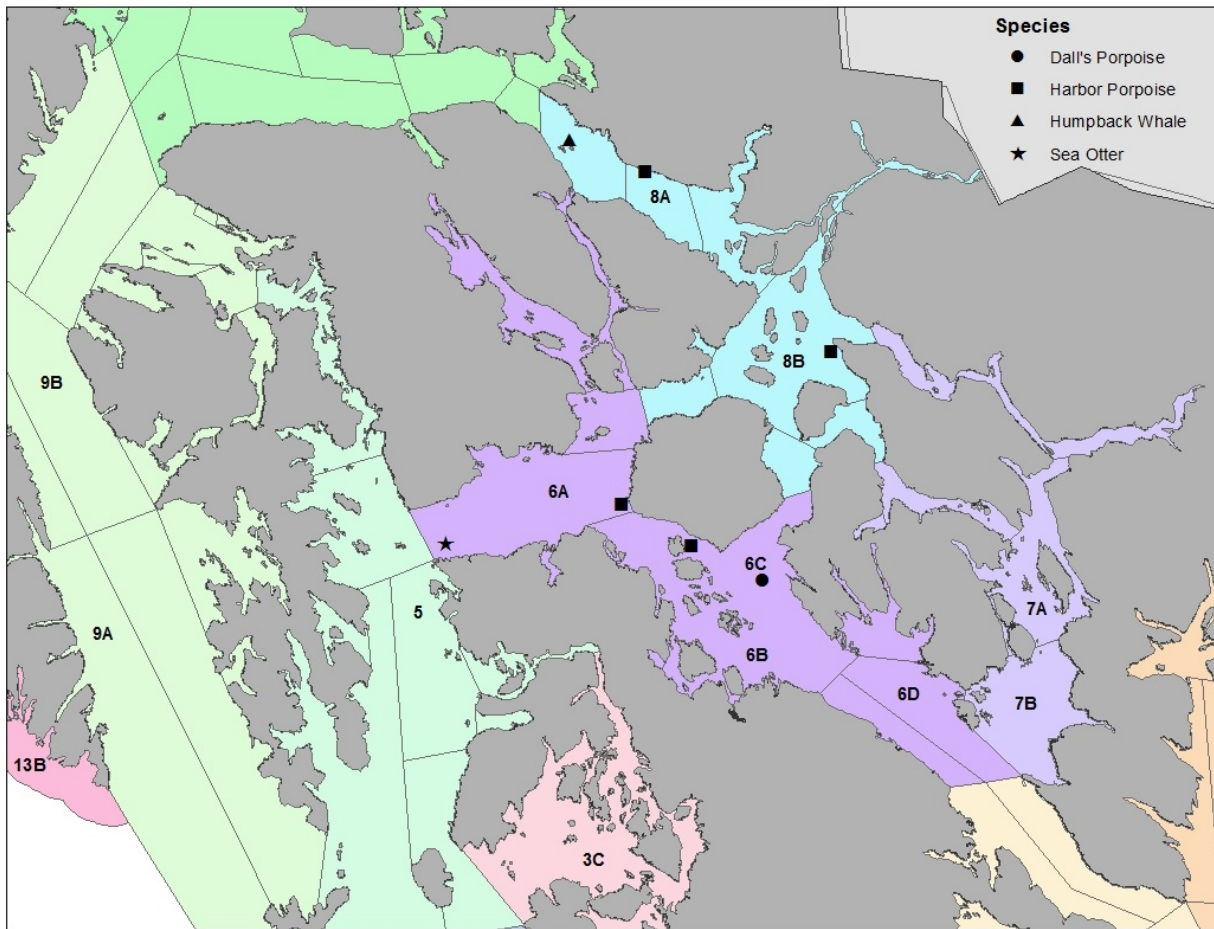 Species
Dall's Porpoise
Harbor Porpoise
Humpback Whale
Sea Otter
8A
8B
9B
6A
6C
5
7A
9A
6B
6D
7B
13B
3C